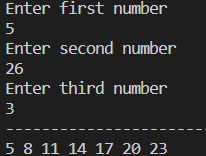 Enter first number
5
Enter second number
26
Enter third number
3
------------------------
5 8 11 14 17 20 23